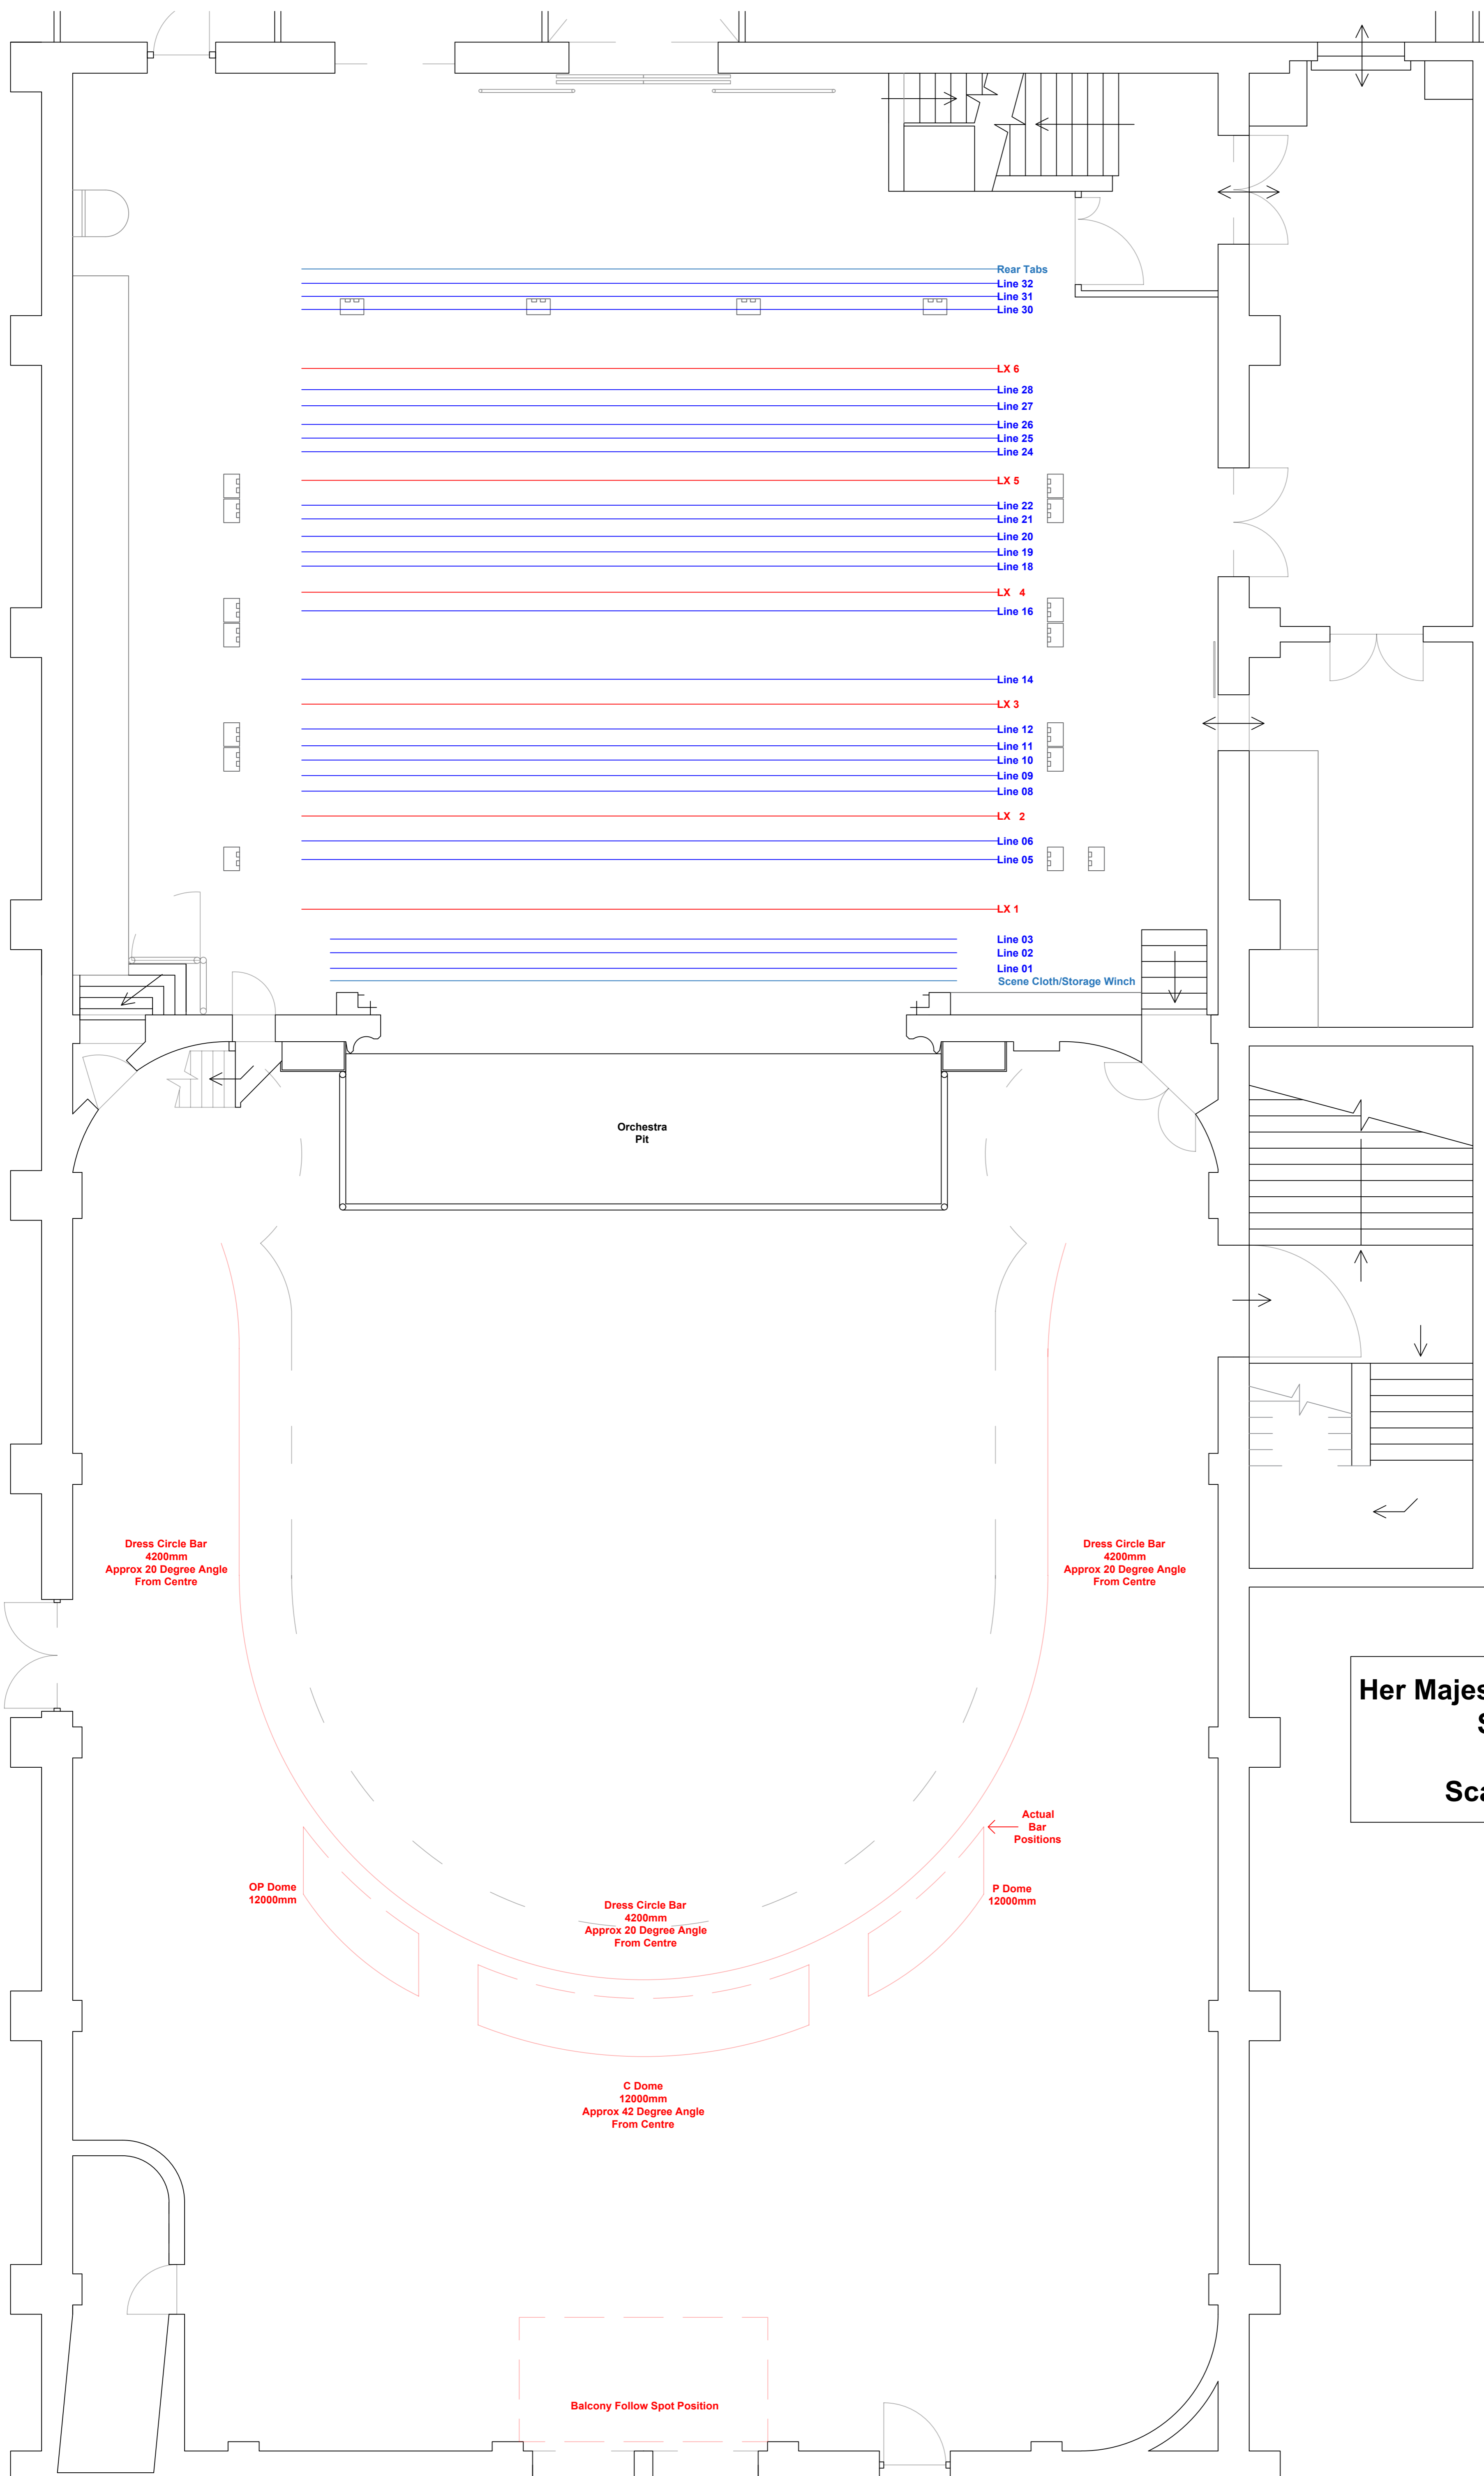 Rear Tabs
Line 32
Line 31
Line 30
LX 6
Line 28
Line 27
Line 26
Line 25
Line 24
LX 5
Line 22
Line 21
Line 20
Line 19
Line 18
LX 4
Line 16
Line 14
LX 3
Line 12
Line 11
Line 10
Line 09
Line 08
LX 2
Line 06
Line 05
LX 1
Line 03
Line 02
Line 01
Scene Cloth/Storage Winch
Orchestra
Pit
Dress Circle Bar
4200mm
Approx 20 Degree Angle
From Centre
Dress Circle Bar
4200mm
Approx 20 Degree Angle
From Centre
Her Majes
S
Sca
Actual
Bar
Positions
OP Dome
12000mm
P Dome
12000mm
Dress Circle Bar
4200mm
Approx 20 Degree Angle
From Centre
C Dome
12000mm
Approx 42 Degree Angle
From Centre
Balcony Follow Spot Position